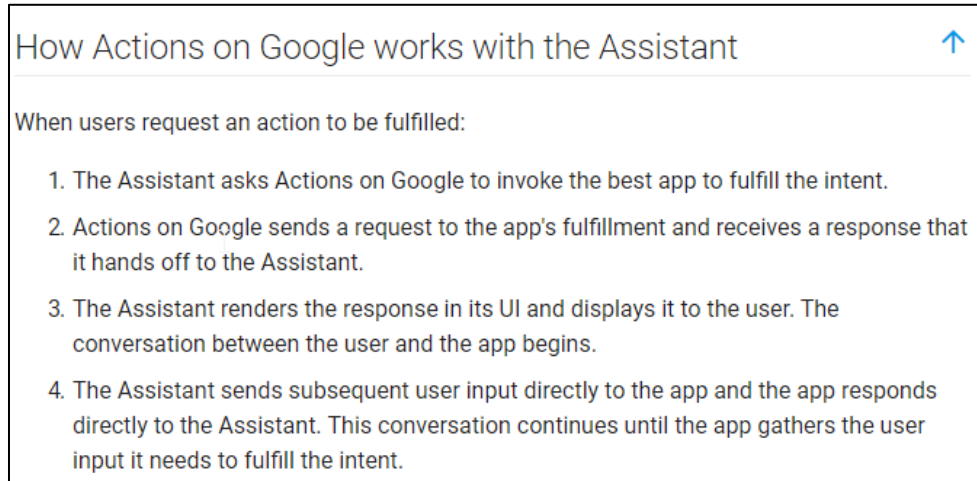 How Actions on Google works with the Assistant
When users request an action to be fulfilled:
1. The Assistant asks Actions on Google to invoke the best app to fulfill the intent.
2. Actions on Google sends a request to the app's fulfillment and receives a response that
it hands off to the Assistant.
3. The Assistant renders the response in its UI and displays it to the user. The
conversation between the user and the app begins.
4. The Assistant sends subsequent user input directly to the app and the app responds
directly to the Assistant. This conversation continues until the app gathers the user
input it needs to fulfill the intent.